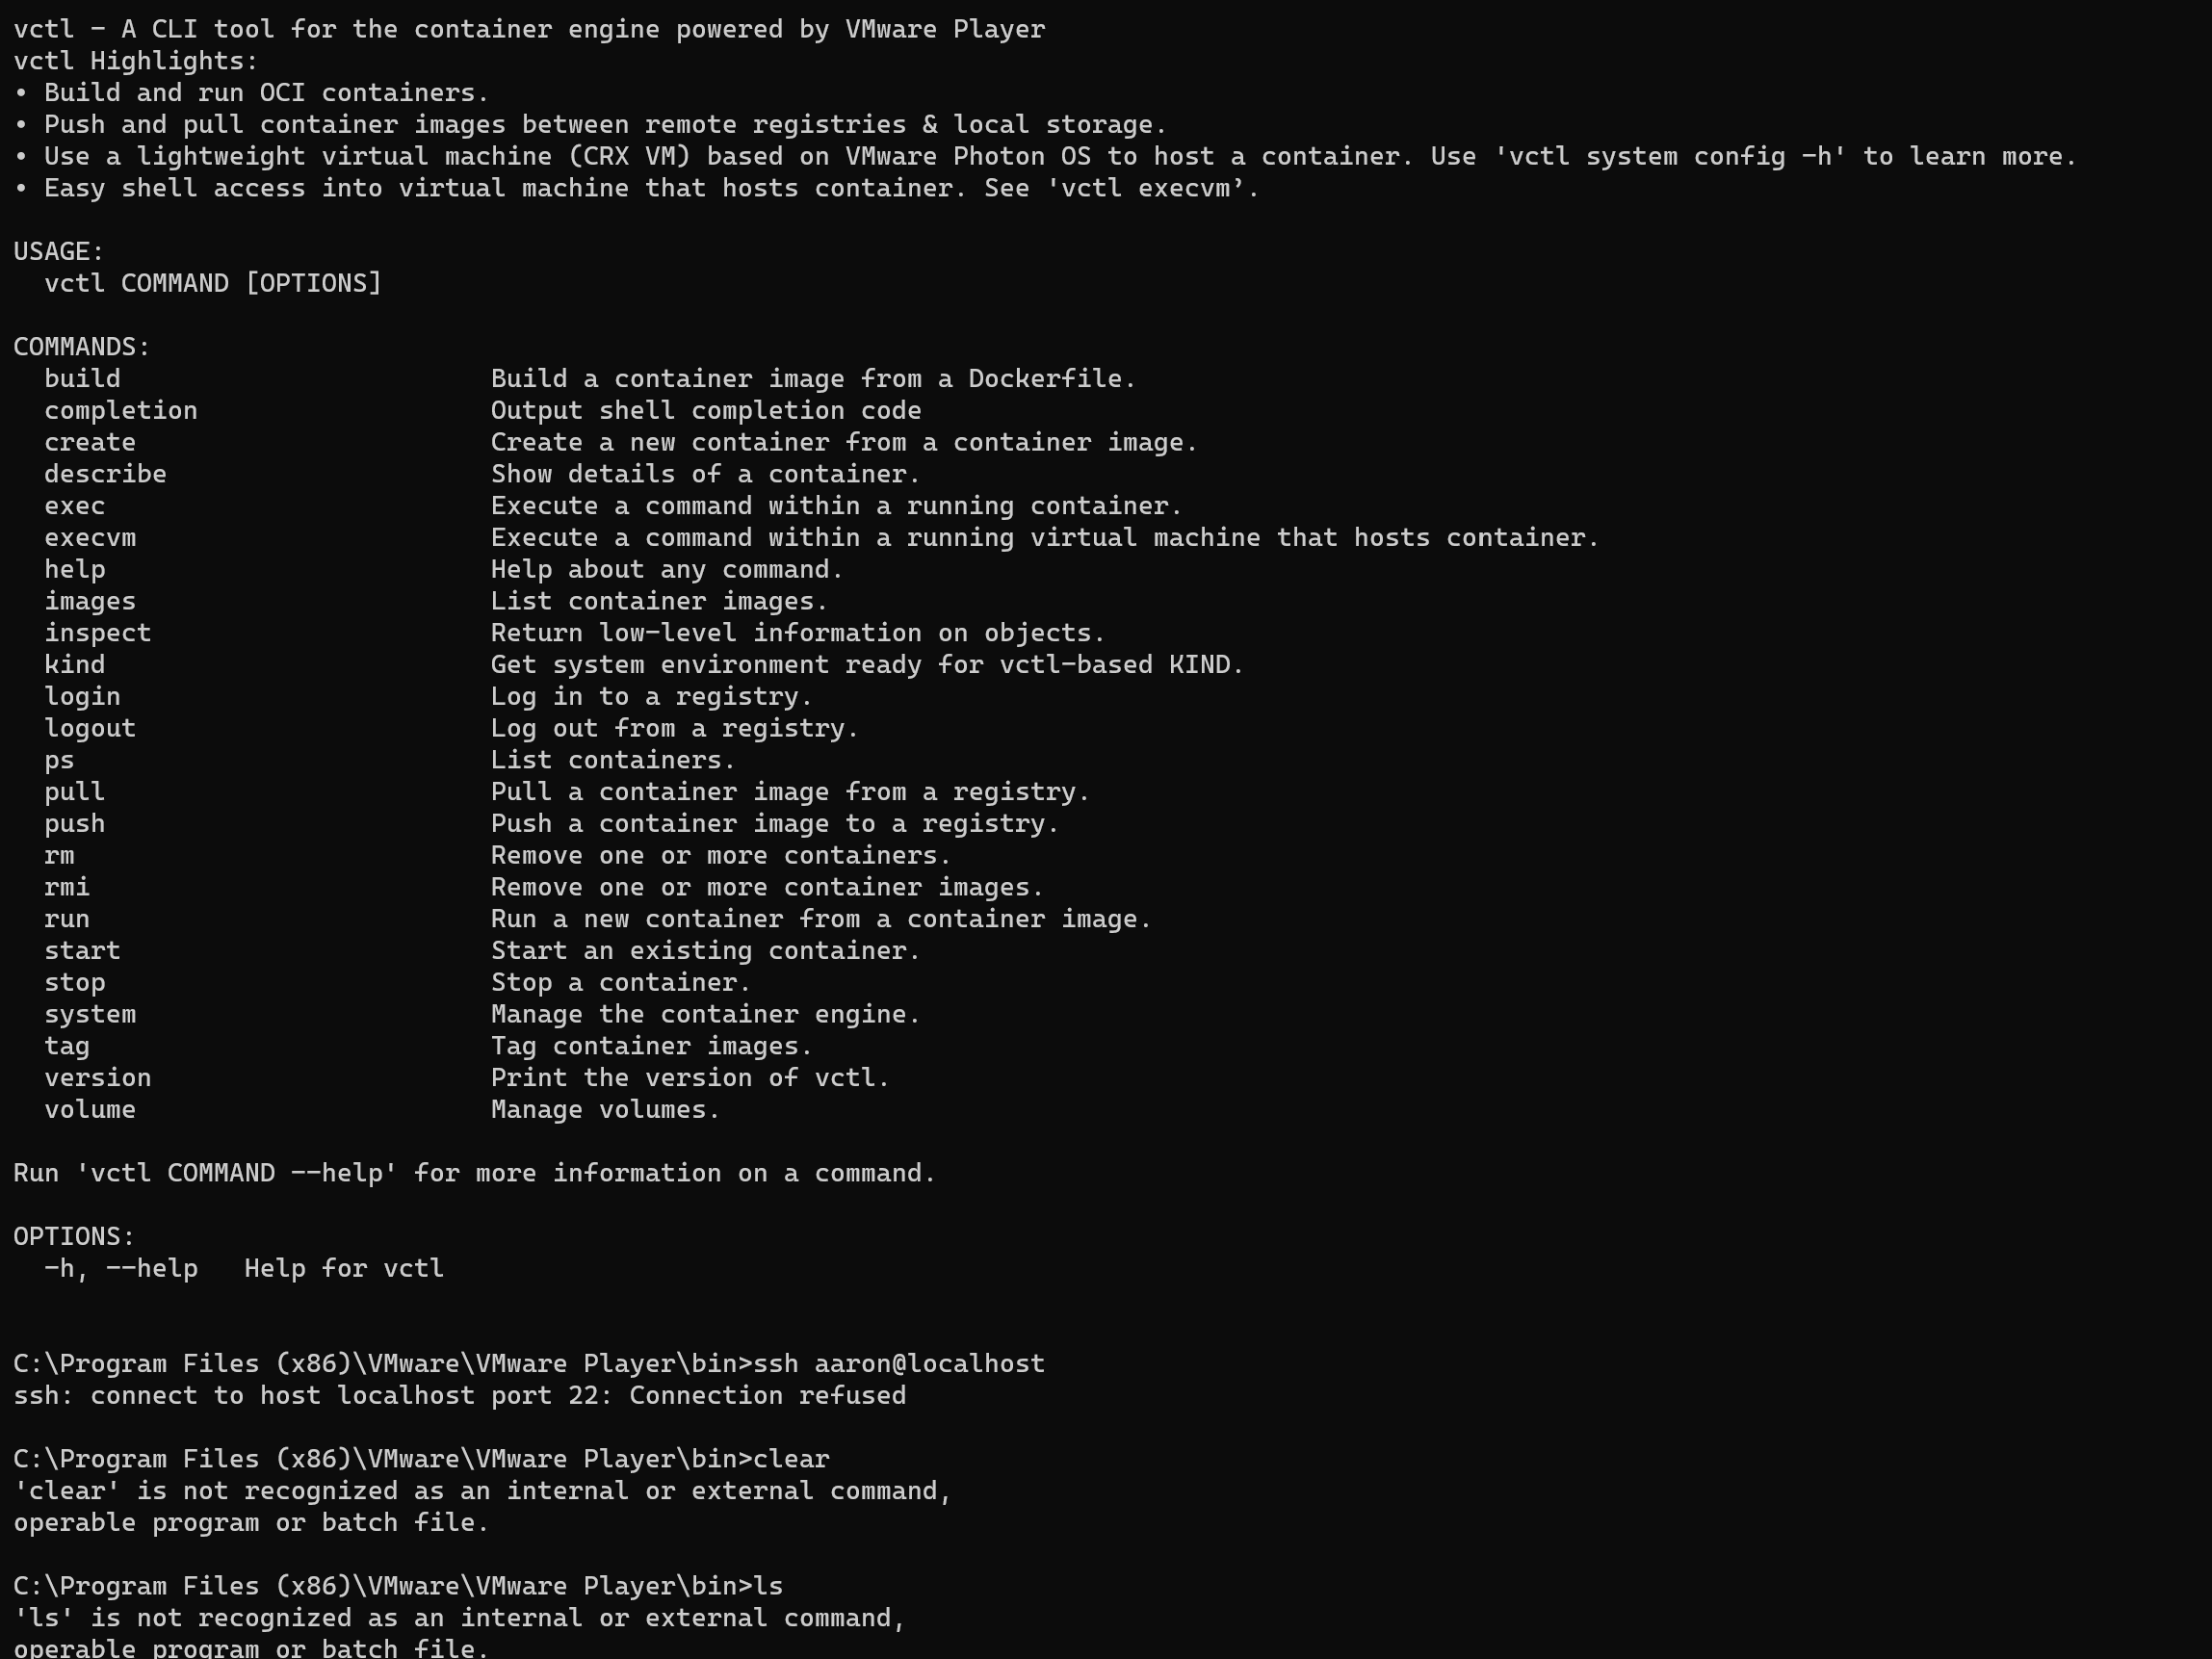 vctl - A CLI tool for the container engine powered by VMware Player
vctl Highlights:
• Build and run OCI containers.
• Push and pull container images between remote registries & local storage.
• Use a lightweight virtual machine (CRX VM) based on VMware Photon OS to host a container. Use 'vctl system config -h' to learn more.
• Easy shell access into virtual machine that hosts container. See 'vctl execvm’.

USAGE:
  vctl COMMAND [OPTIONS]

COMMANDS:
  build                        Build a container image from a Dockerfile.
  completion                   Output shell completion code
  create                       Create a new container from a container image.
  describe                     Show details of a container.
  exec                         Execute a command within a running container.
  execvm                       Execute a command within a running virtual machine that hosts container.
  help                         Help about any command.
  images                       List container images.
  inspect                      Return low-level information on objects.
  kind                         Get system environment ready for vctl-based KIND.
  login                        Log in to a registry.
  logout                       Log out from a registry.
  ps                           List containers.
  pull                         Pull a container image from a registry.
  push                         Push a container image to a registry.
  rm                           Remove one or more containers.
  rmi                          Remove one or more container images.
  run                          Run a new container from a container image.
  start                        Start an existing container.
  stop                         Stop a container.
  system                       Manage the container engine.
  tag                          Tag container images.
  version                      Print the version of vctl.
  volume                       Manage volumes.

Run 'vctl COMMAND --help' for more information on a command.

OPTIONS:
  -h, --help   Help for vctl

C:\Program Files (x86)\VMware\VMware Player\bin>ssh aaron@localhost
ssh: connect to host localhost port 22: Connection refused

C:\Program Files (x86)\VMware\VMware Player\bin>clear
'clear' is not recognized as an internal or external command,
operable program or batch file.

C:\Program Files (x86)\VMware\VMware Player\bin>ls
'ls' is not recognized as an internal or external command,
operable program or batch file.